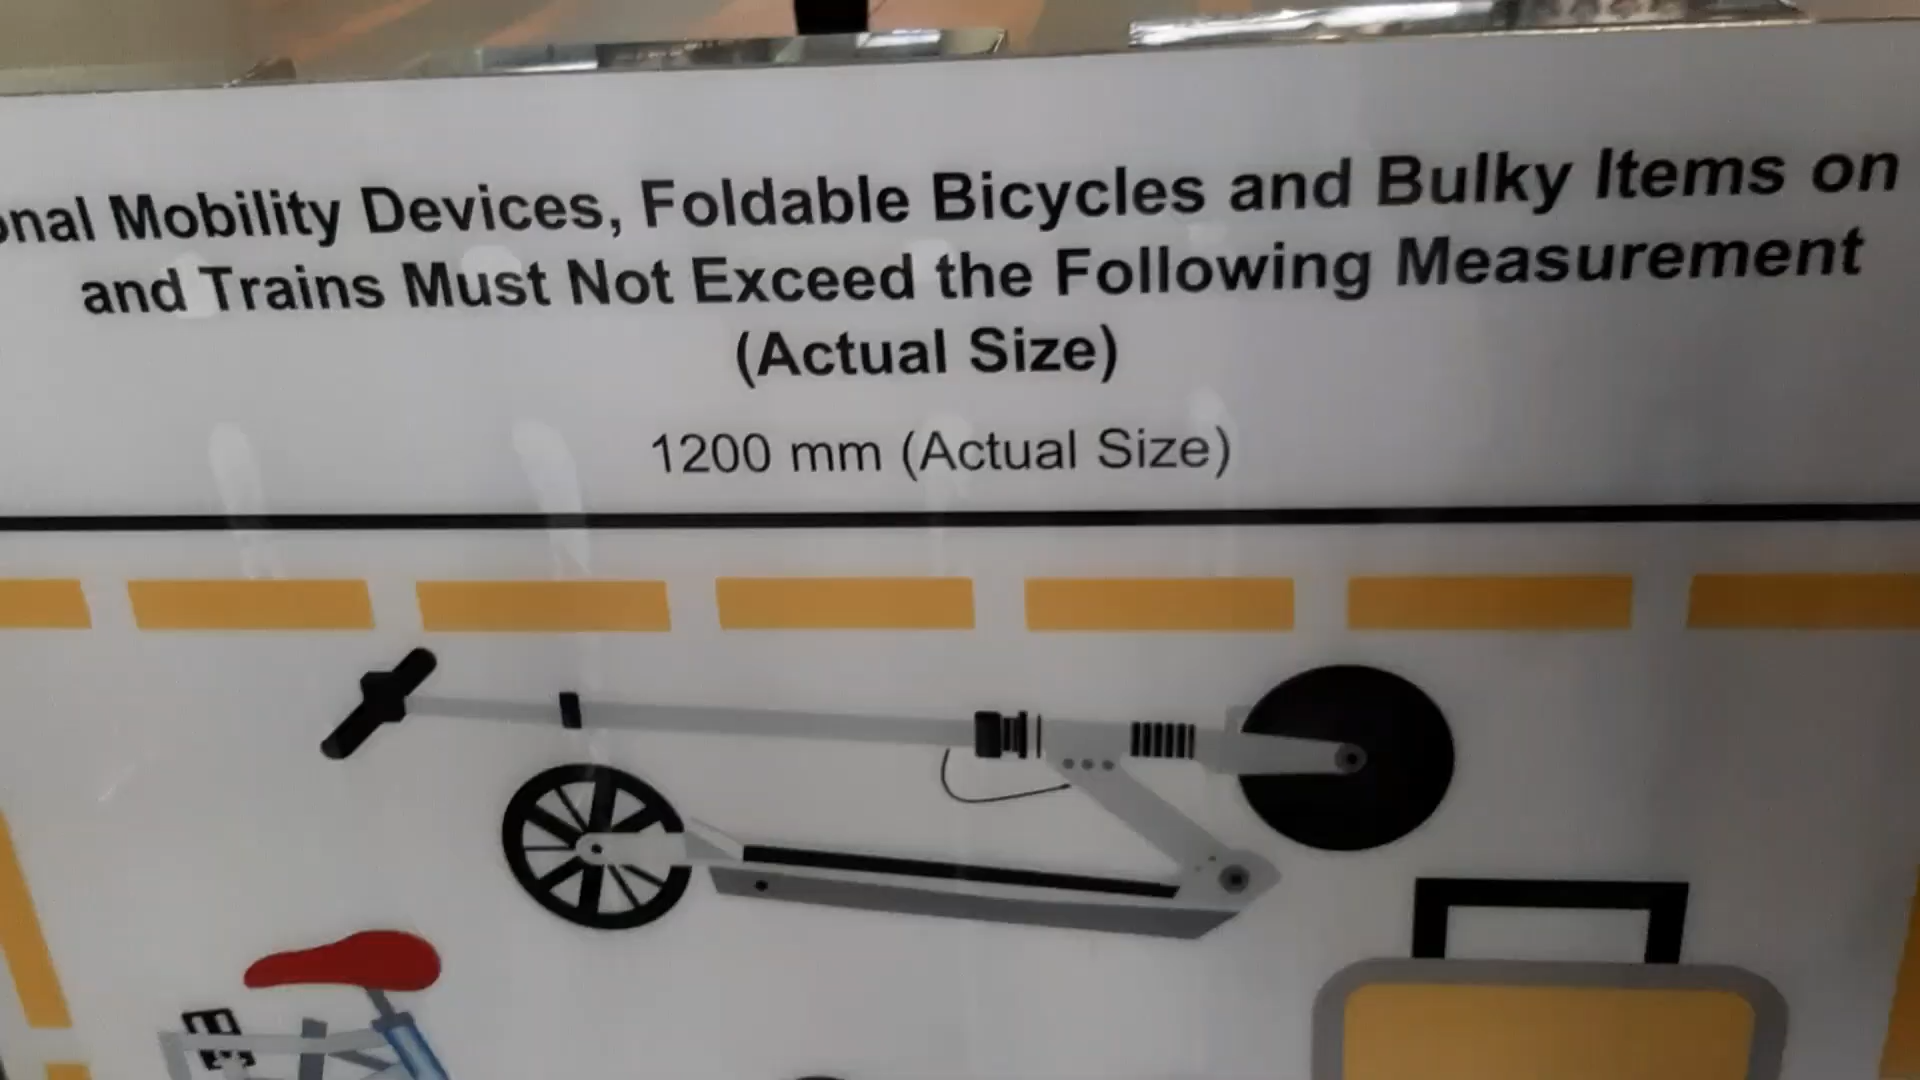 Mobility Devices, Foldable Bicycles and Bulky Items on
and Trains Must Not Exceed the Following Measurement
(Actual Size)
1200 mm (Actual Size)